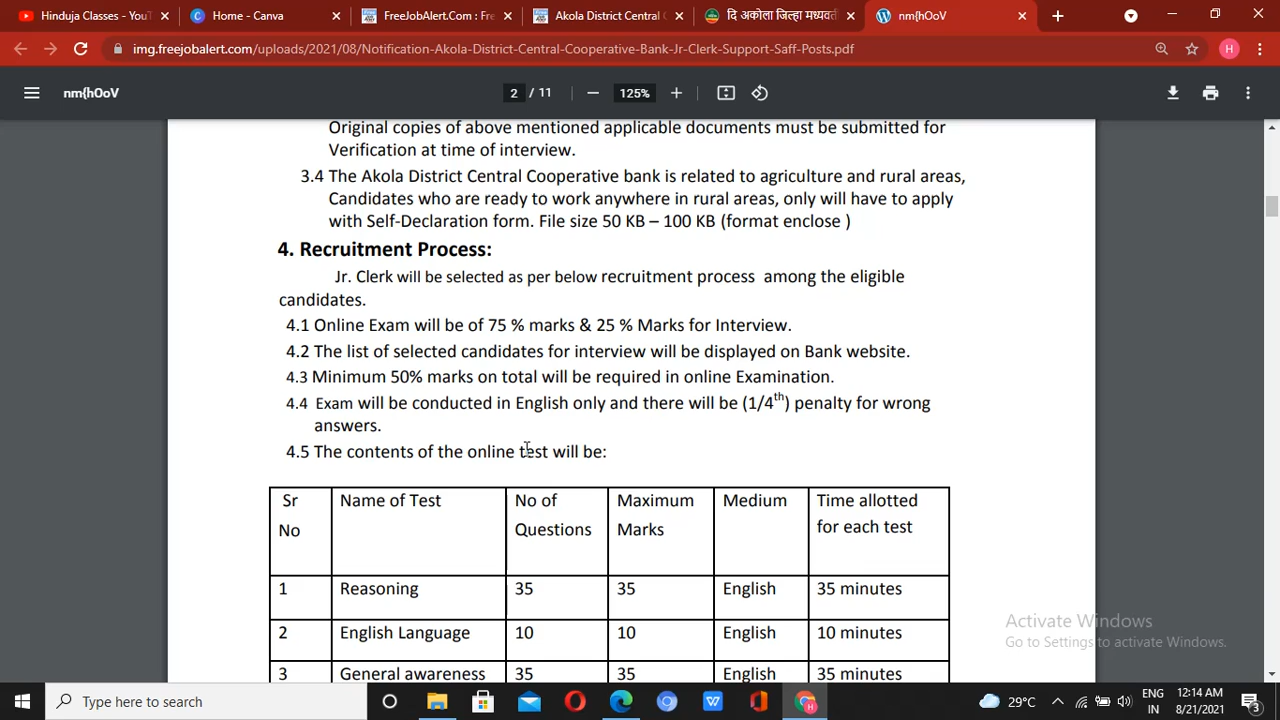 Hinduja Classes - YouT
Home - Canva
FreeJobAlert.Com : Fre
Akola District Central C
दि अकोला जिल्हा मध्यवर्ती
nm{hOoV
img.freejobalert.com/uploads/2021/08/Notification-Akola-District-Central-Cooperative-Bank-Jr-Clerk-Support-Saff-Posts.pdf
H
nm{hOoV
2 / 11
125%
Original copies of above mentioned applicable documents must be submitted for
Verification at time of interview.
3.4 The Akola District Central Cooperative bank is related to agriculture and rural areas,
Candidates who are ready to work anywhere in rural areas, only will have to apply
with Self-Declaration form. File size 50 KB – 100 KB (format enclose )
4. Recruitment Process:
Jr. Clerk will be selected as per below recruitment process among the eligible
candidates.
4.1 Online Exam will be of 75 % marks & 25 % Marks for Interview.
4.2 The list of selected candidates for interview will be displayed on Bank website.
4.3 Minimum 50% marks on total will be required in online Examination.
4.4 Exam will be conducted in English only and there will be (1/4th) penalty for wrong
answers.
4.5 The contents of the online test will be:
Sr No Name of Test No of Questions Maximum Marks Medium Time allotted for each test
1 Reasoning 35 35 English 35 minutes
2 English Language 10 10 English 10 minutes
3 General awareness 35 35 English 35 minutes
Activate Windows
Go to Settings to activate Windows.
Type here to search
29°C
ENG
IN
12:14 AM
8/21/2021
3